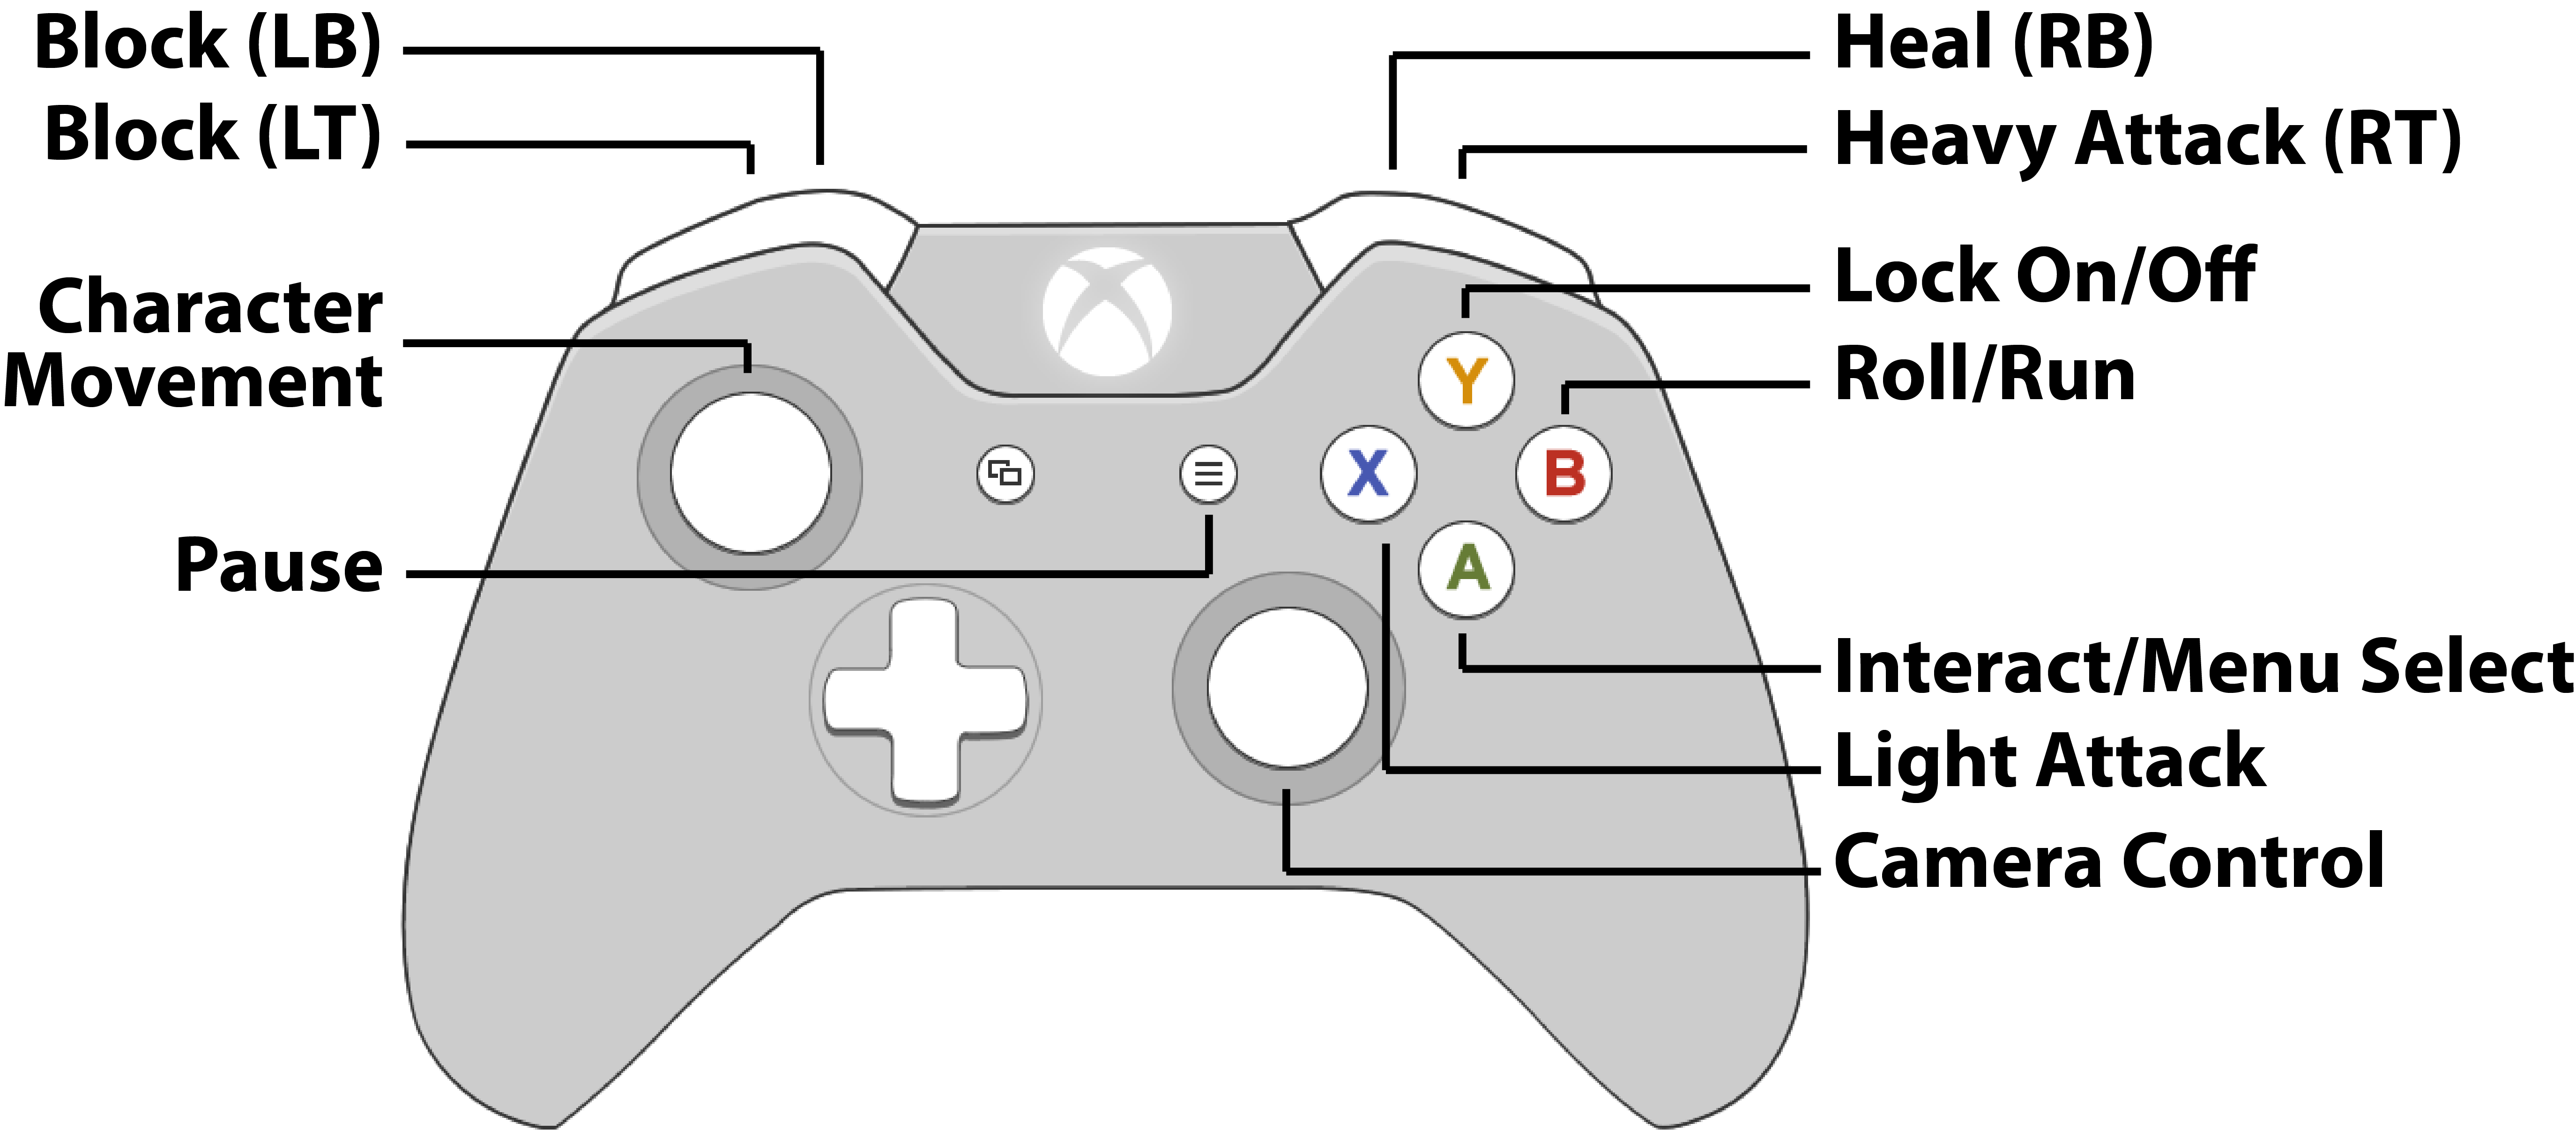 Block (LB)
Block (LT)
Character
Movement
Pause
Heal (RB)
Heavy Attack (RT)
Lock On/Off
Roll/Run
Y
X
B
A
Interact/Menu Select
Light Attack
Camera Control